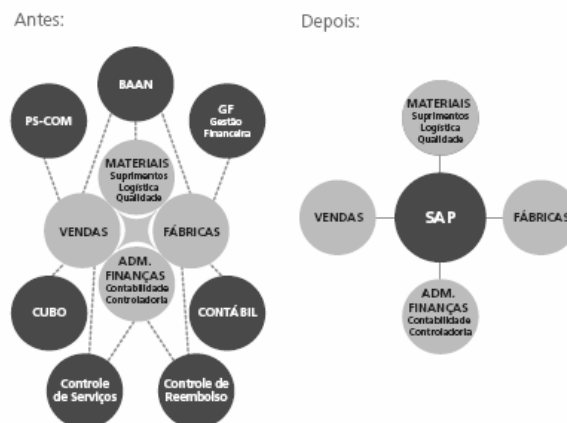 Antes:
BAAN
PS-COM
GF
Gestão
Financeira
MATERIAIS
Suprimentos
Logística
Qualidade
VENDAS
FÁBRICAS
ADM.
FINANÇAS
Contabilidade
Controladoria
CUBO
CONTÁBIL
Controle
de Serviços
Controle de
Reembolso
Depois:
MATERIAIS
Suprimentos
Logística
Qualidade
VENDAS
SAP
FÁBRICAS
ADM.
FINANÇAS
Contabilidade
Controladoria